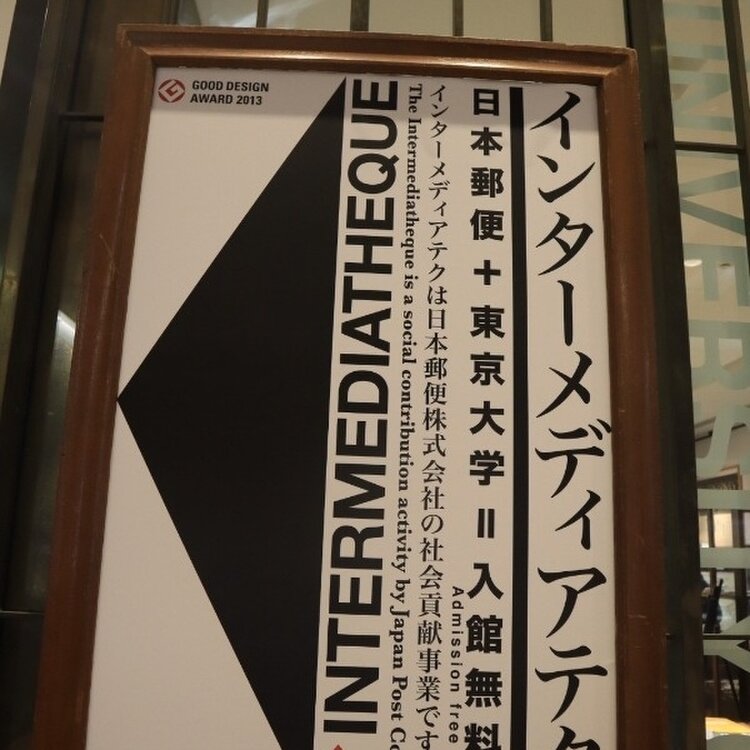 GOOD DESIGN
AWARD 2013
インターメディアテク
日本郵便+東京大学=入館無料
Admission free
インターメディアテクは日本郵便株式会社の社会貢献事業です
The Intermediatheque is a social contribution activity by Japan Post Co
INTERMEDIATHEQUE
UNIVERSITY